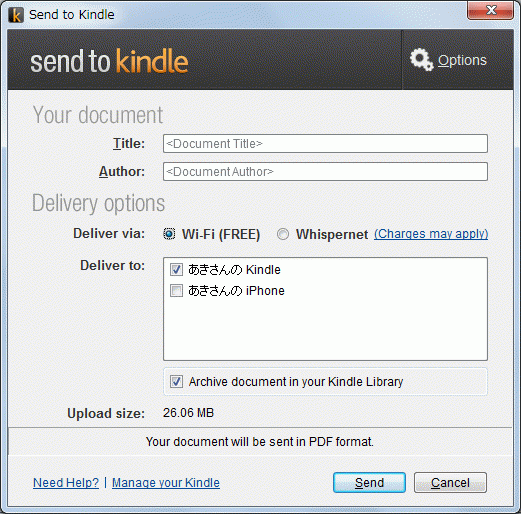 Send to Kindle
send to kindle
Options
Your document
Title: <Document Title>
Author: <Document Author>
Delivery options
Deliver via: Wi-Fi (FREE) Whispernet (Charges may apply)
Deliver to: あきさんの Kindle
あきさんの iPhone
Archive document in your Kindle Library
Upload size: 26.06 MB
Your document will be sent in PDF format.
Need Help? | Manage your Kindle Send Cancel